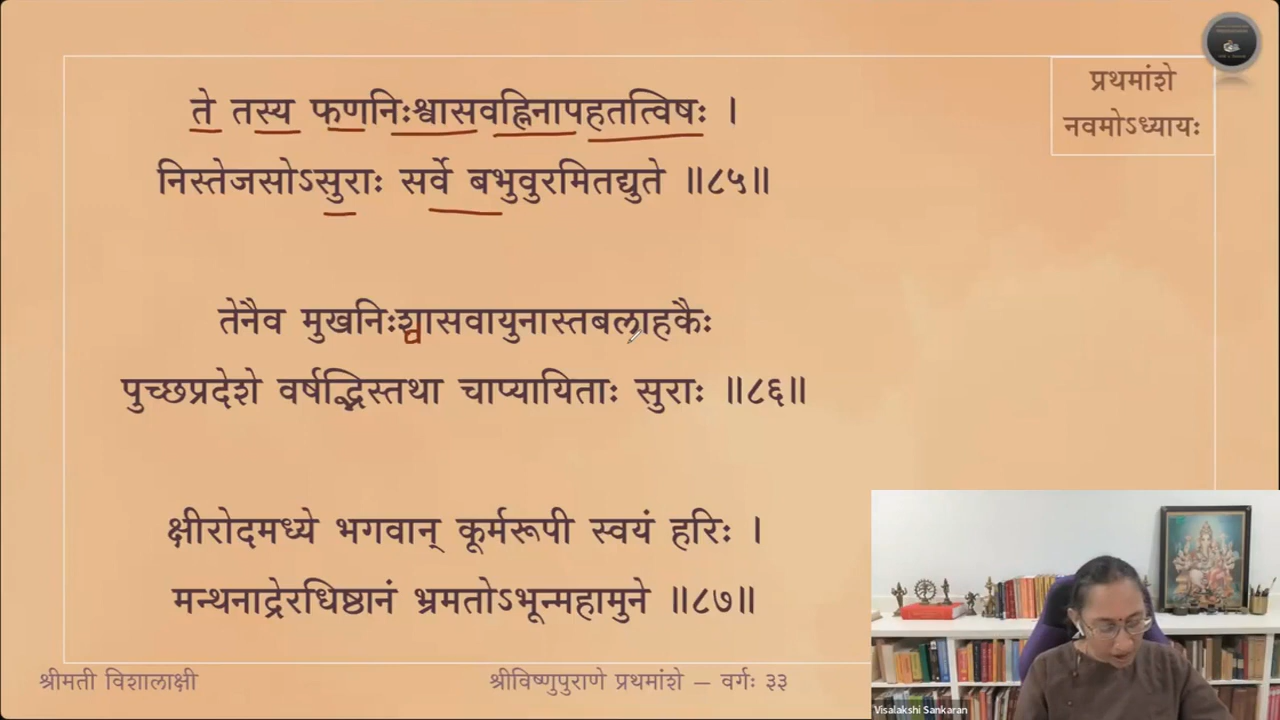 प्रथमांशे
नवमोऽध्यायः
ते तस्य फणनिःश्वासवह्निनापहतत्विषः ।
निस्तेजसोऽसुराः सर्वे बभुवुरमितद्युते ॥८५॥
तेनैव मुखनिःश्वासवायुनास्तबलाहकैः
पुच्छप्रदेशे वर्षद्भिस्तथा चाप्यायिताः सुराः ॥८६॥
क्षीरोदमध्ये भगवान् कूर्मरूपी स्वयं हरिः ।
मन्थनाद्रेरधिष्ठानं भ्रमतोऽभून्महामुने ॥८७॥
श्रीमती विशालाक्षी
श्रीविष्णुपुराणे प्रथमांशे – वर्गः ३३
Visalakshi Sankaran